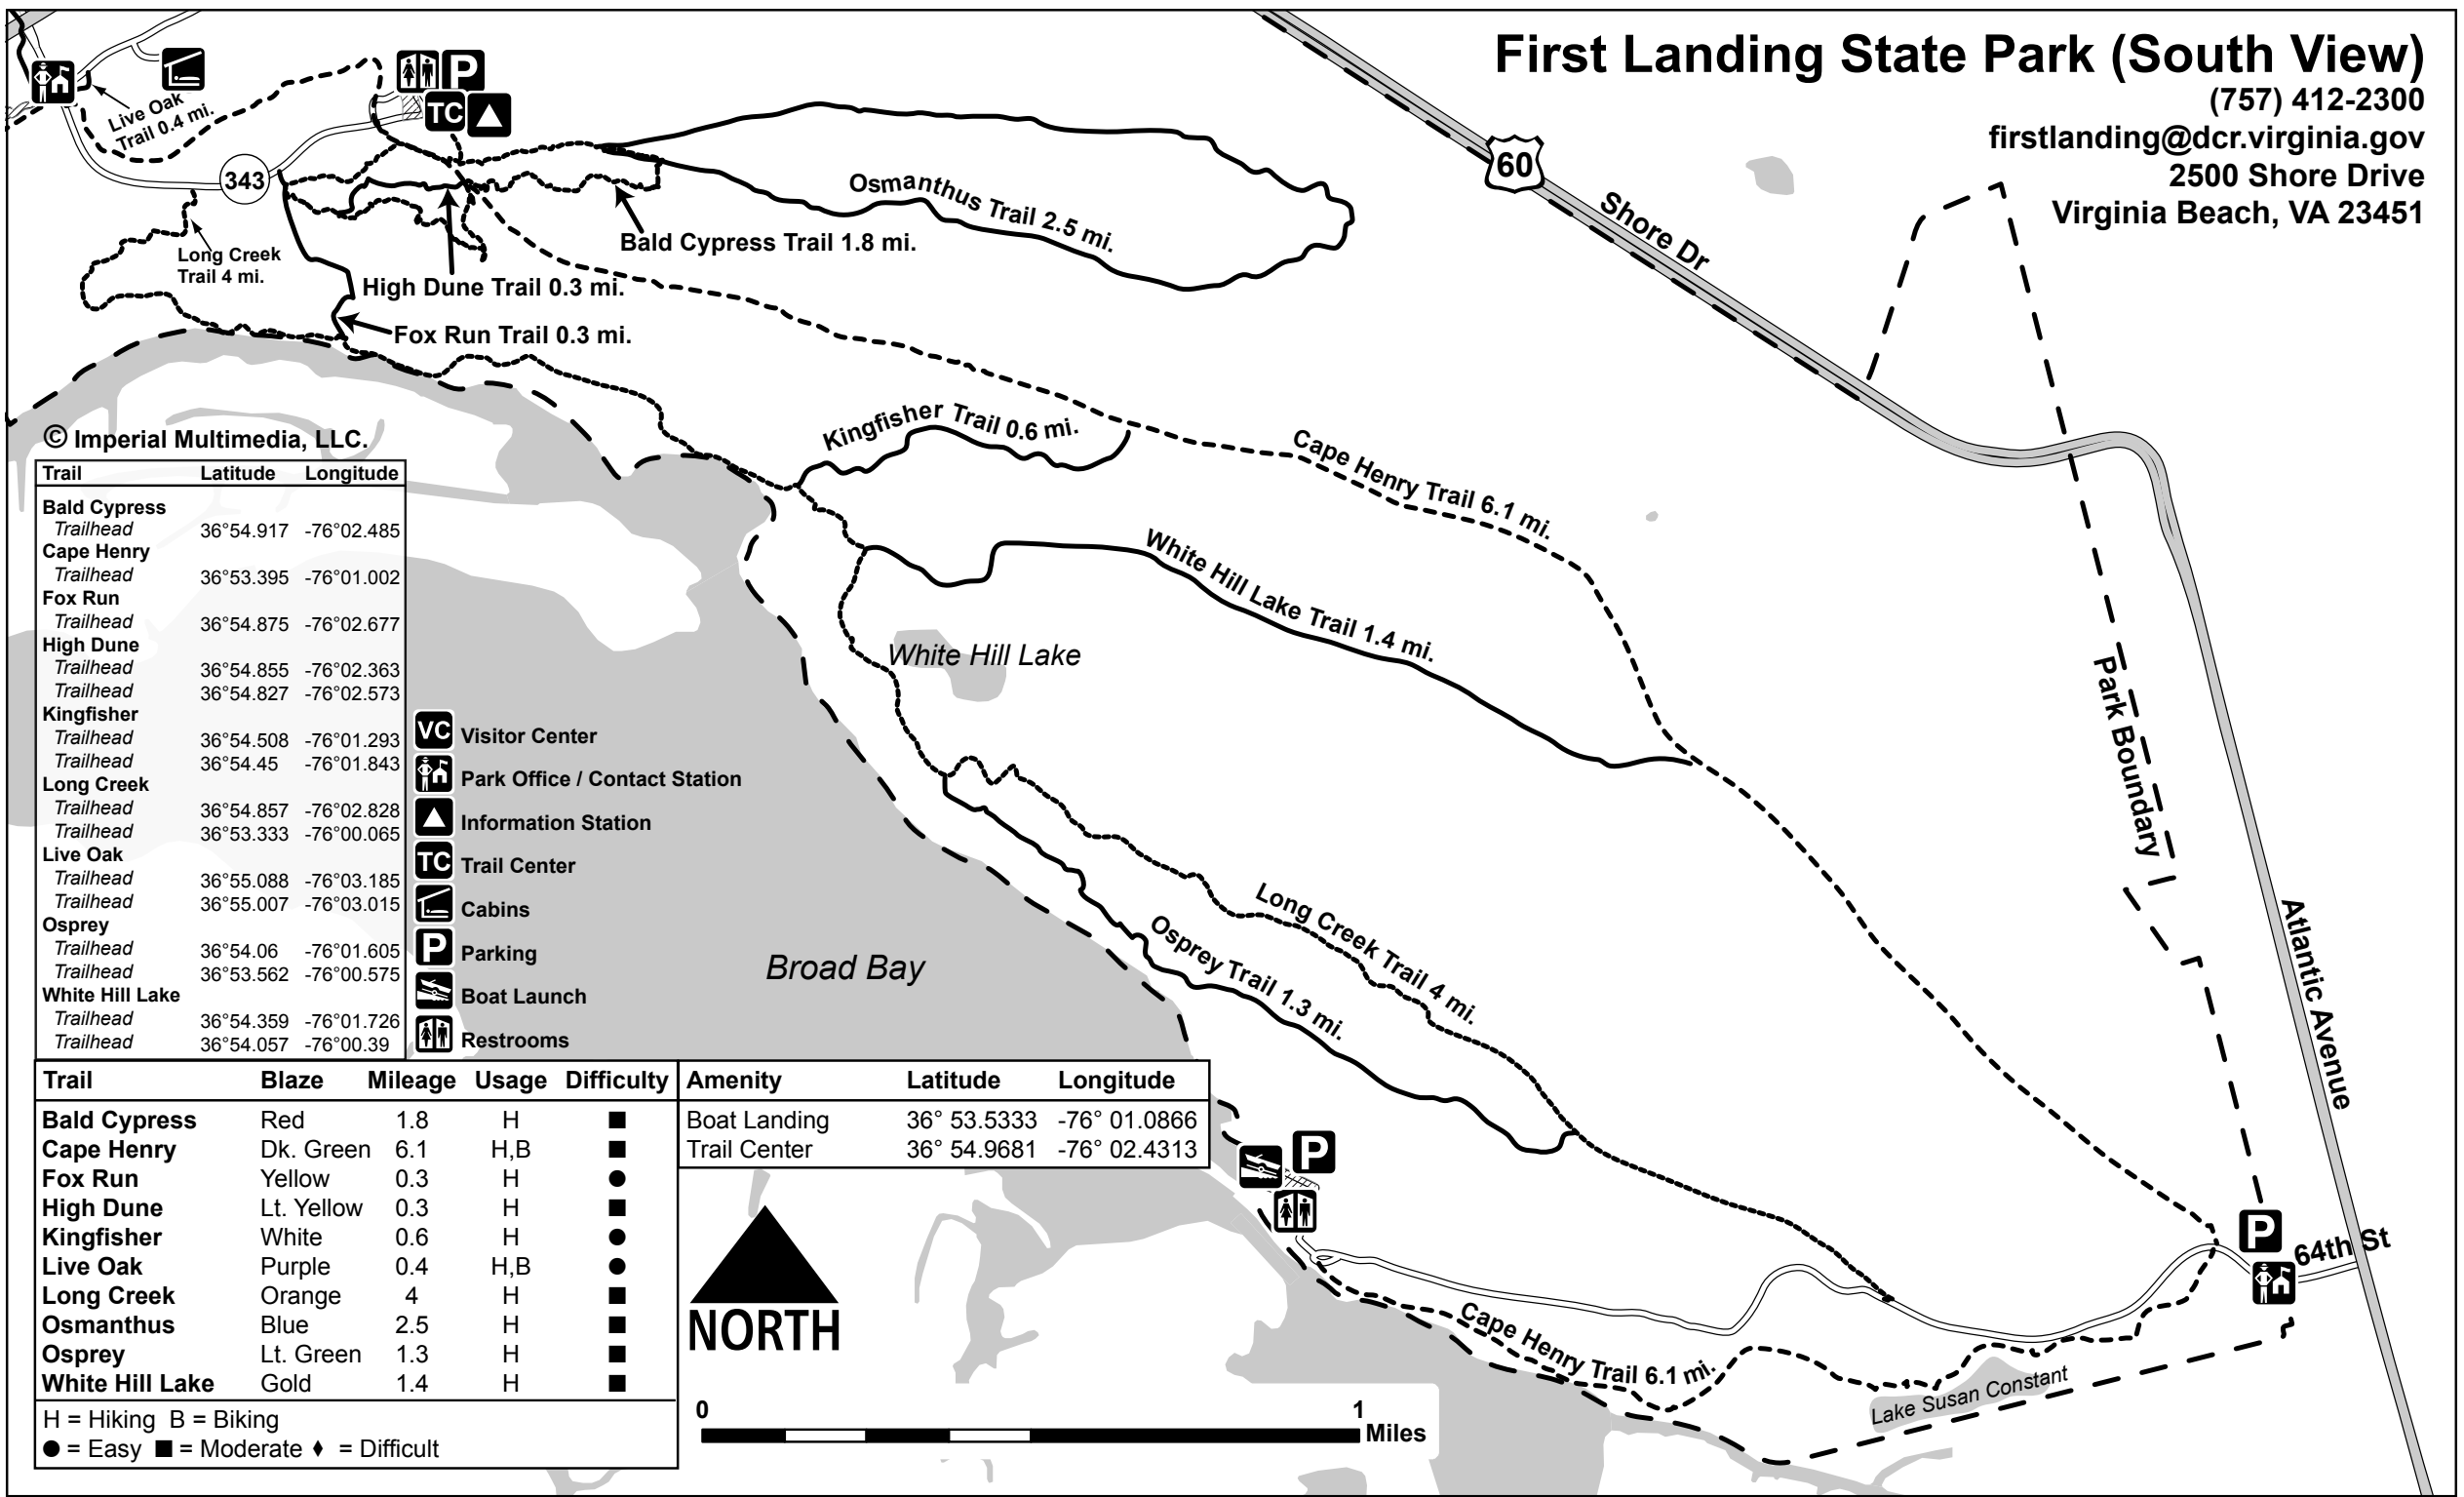 First Landing State Park (South View)
(757) 412-2300
firstlanding@dcr.virginia.gov
2500 Shore Drive
Virginia Beach, VA 23451
Live Oak
Trail 0.4 mi.
P
TC
343
60
Shore Dr
Osmanthus Trail 2.5 mi.
Bald Cypress Trail 1.8 mi.
Long Creek
Trail 4 mi.
High Dune Trail 0.3 mi.
Fox Run Trail 0.3 mi.
Kingfisher Trail 0.6 mi.
Cape Henry Trail 6.1 mi.
White Hill Lake Trail 1.4 mi.
White Hill Lake
Park Boundary
Long Creek Trail 4 mi.
Osprey Trail 1.3 mi.
Broad Bay
Atlantic Avenue
P
P
64th St
Cape Henry Trail 6.1 mi.
Lake Susan Constant
© Imperial Multimedia, LLC.
Trail Latitude Longitude
Bald Cypress
Trailhead 36°54.917 -76°02.485
Cape Henry
Trailhead 36°53.395 -76°01.002
Fox Run
Trailhead 36°54.875 -76°02.677
High Dune
Trailhead 36°54.855 -76°02.363
Trailhead 36°54.827 -76°02.573
Kingfisher
Trailhead 36°54.508 -76°01.293
Trailhead 36°54.45 -76°01.843
Long Creek
Trailhead 36°54.857 -76°02.828
Trailhead 36°53.333 -76°00.065
Live Oak
Trailhead 36°55.088 -76°03.185
Trailhead 36°55.007 -76°03.015
Osprey
Trailhead 36°54.06 -76°01.605
Trailhead 36°53.562 -76°00.575
White Hill Lake
Trailhead 36°54.359 -76°01.726
Trailhead 36°54.057 -76°00.39
VC Visitor Center
Park Office / Contact Station
Information Station
TC Trail Center
Cabins
P Parking
Boat Launch
Restrooms
Trail Blaze Mileage Usage Difficulty
Bald Cypress Red 1.8 H ■
Cape Henry Dk. Green 6.1 H,B ■
Fox Run Yellow 0.3 H ●
High Dune Lt. Yellow 0.3 H ■
Kingfisher White 0.6 H ●
Live Oak Purple 0.4 H,B ●
Long Creek Orange 4 H ■
Osmanthus Blue 2.5 H ■
Osprey Lt. Green 1.3 H ■
White Hill Lake Gold 1.4 H ■
H = Hiking B = Biking
● = Easy ■ = Moderate ♦ = Difficult
Amenity Latitude Longitude
Boat Landing 36° 53.5333 -76° 01.0866
Trail Center 36° 54.9681 -76° 02.4313
NORTH
0 1
Miles